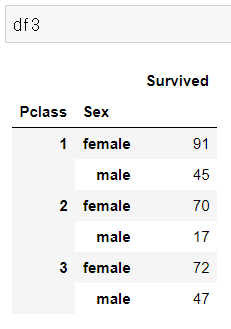 df3
Survived
Pclass Sex
1 female 91
male 45
2 female 70
male 17
3 female 72
male 47